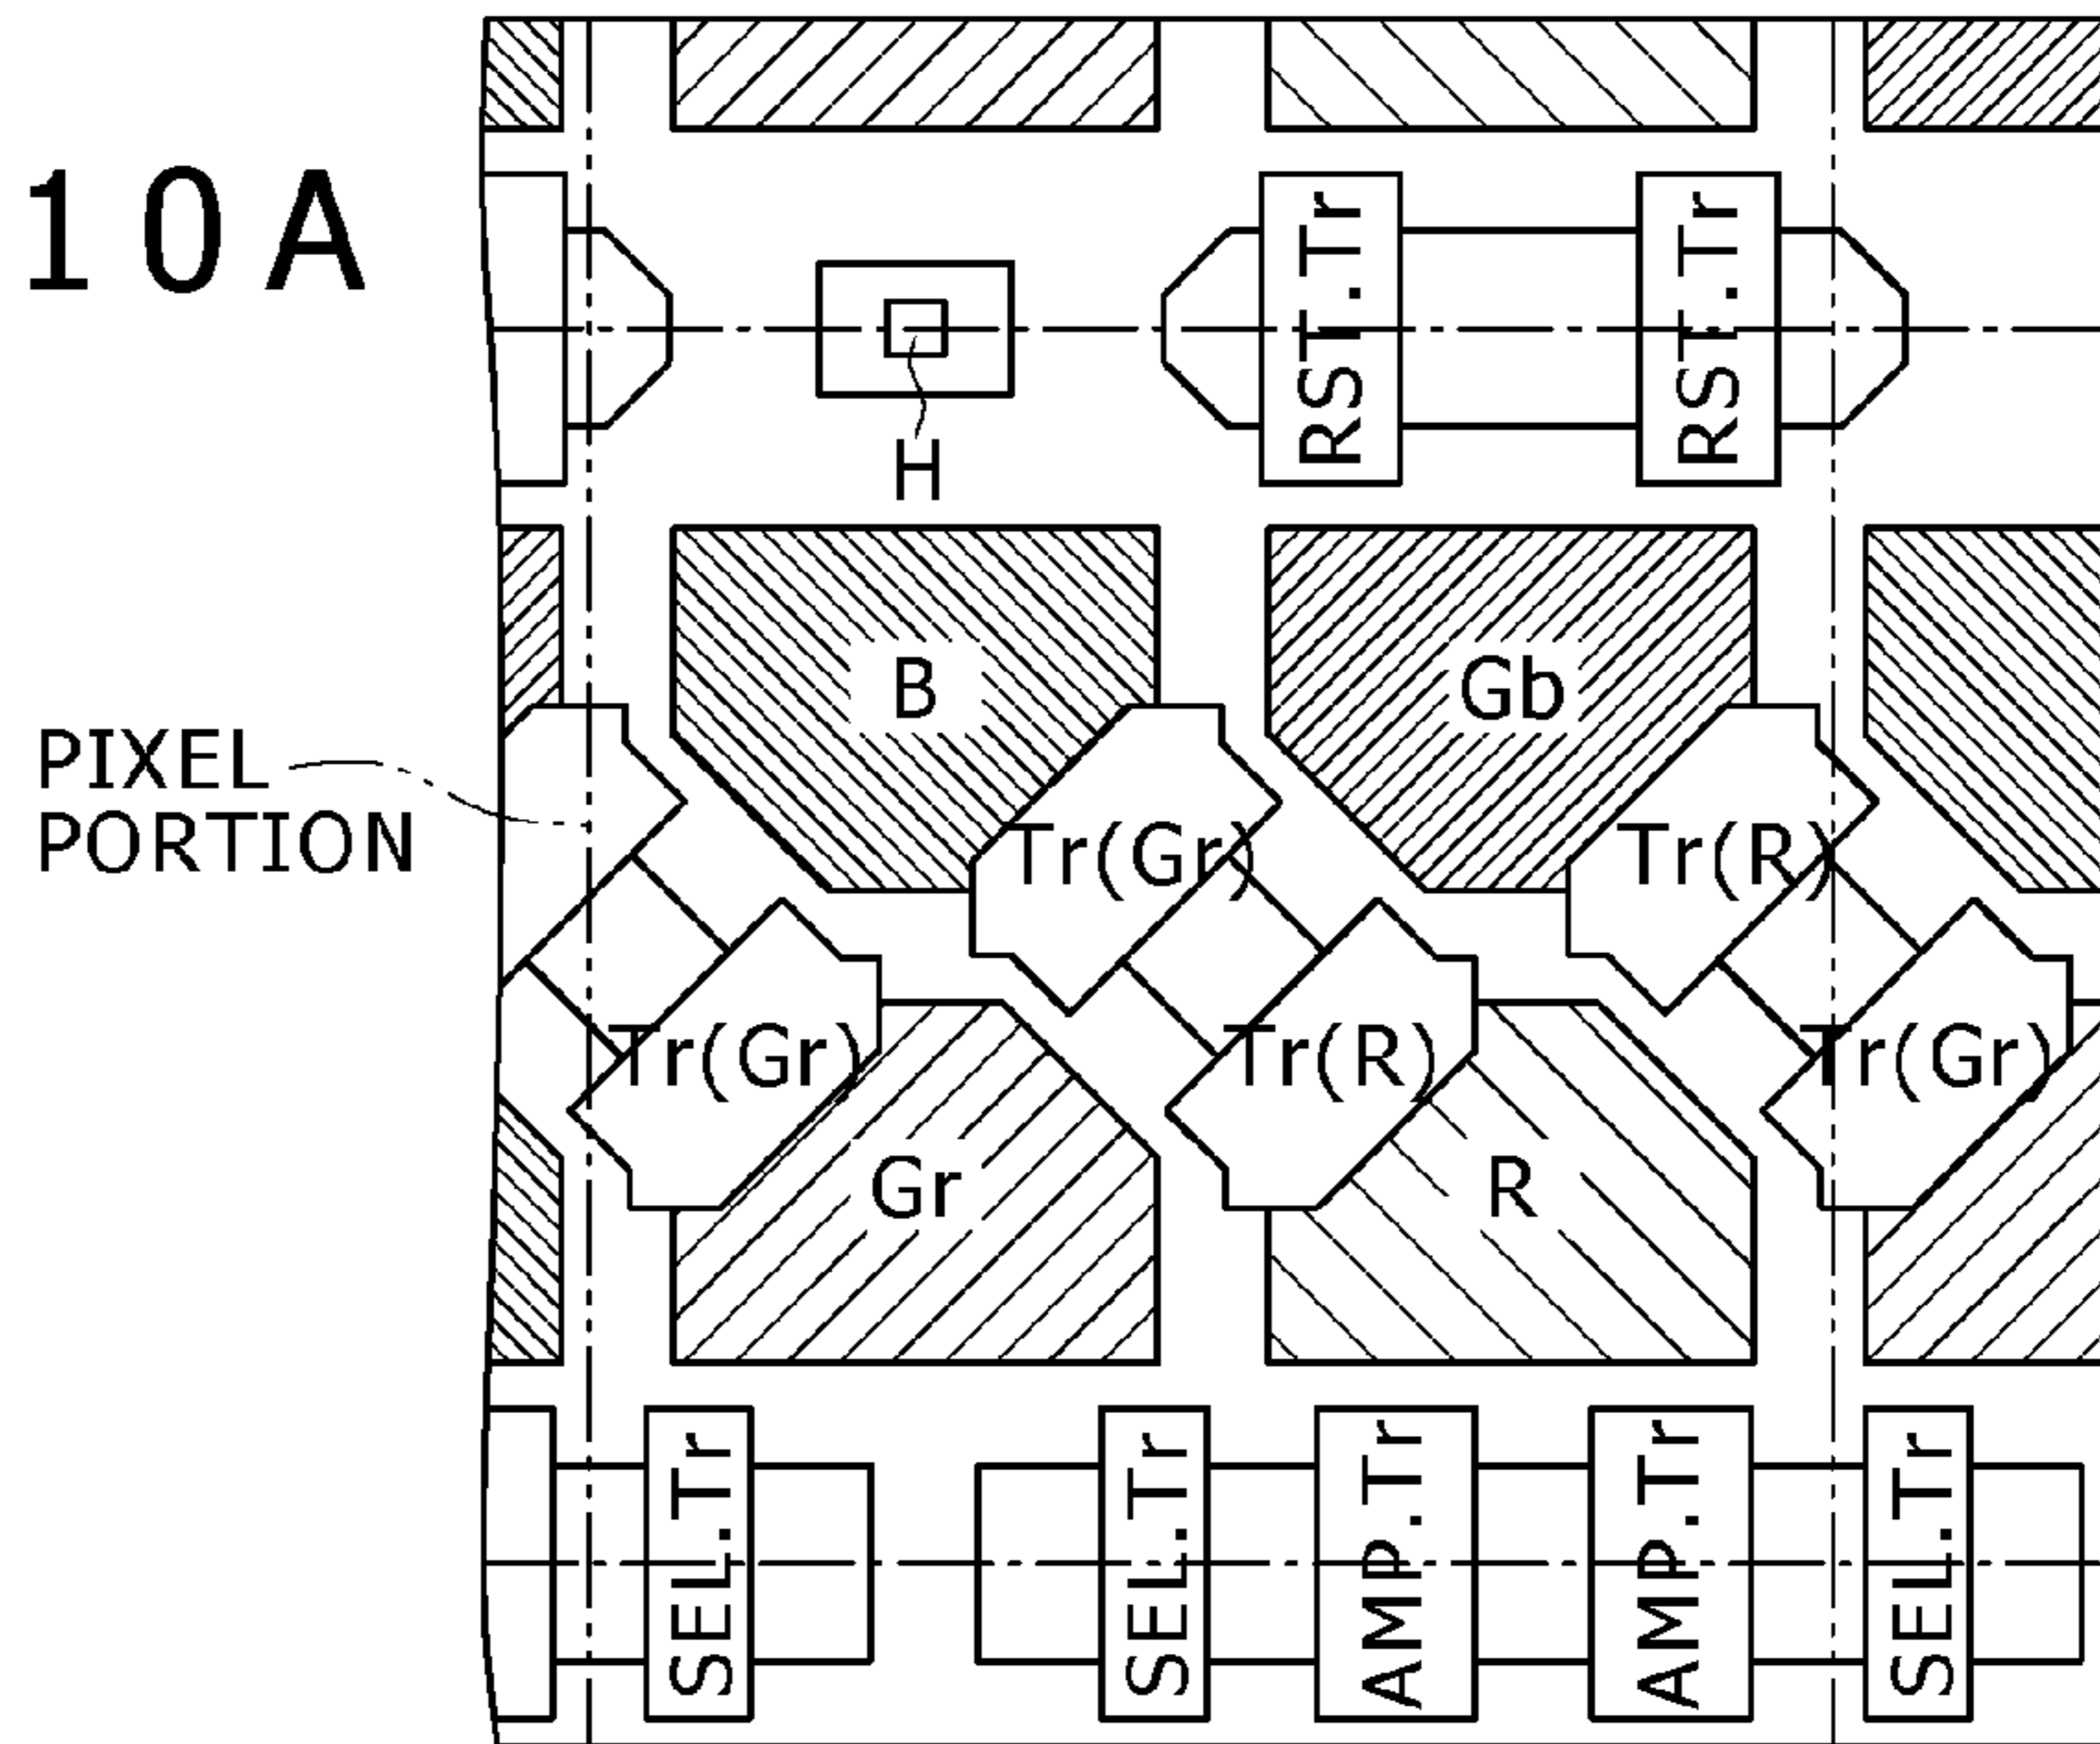 10A
RST.Tr
RST.Tr
H
B
Gb
PIXEL
PORTION
Tr(Gr)
Tr(R)
Tr(Gr)
Tr(R)
Tr(Gr)
Gr
R
SEL.Tr
SEL.Tr
AMP.Tr
AMP.Tr
SEL.Tr